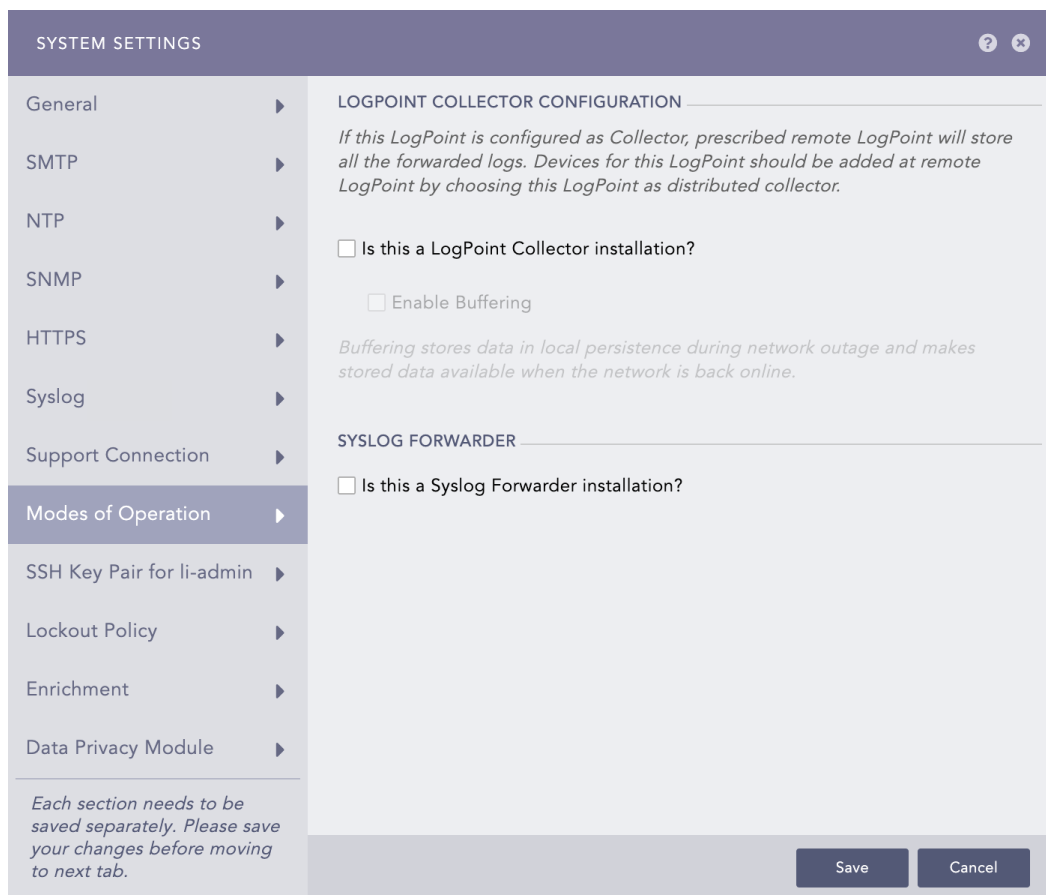 SYSTEM SETTINGS
General
SMTP
NTP
SNMP
HTTPS
Syslog
Support Connection
Modes of Operation
SSH Key Pair for li-admin
Lockout Policy
Enrichment
Data Privacy Module
Each section needs to be
saved separately. Please save
your changes before moving
to next tab.
LOGPOINT COLLECTOR CONFIGURATION
If this LogPoint is configured as Collector, prescribed remote LogPoint will store
all the forwarded logs. Devices for this LogPoint should be added at remote
LogPoint by choosing this LogPoint as distributed collector.
Is this a LogPoint Collector installation?
Enable Buffering
Buffering stores data in local persistence during network outage and makes
stored data available when the network is back online.
SYSLOG FORWARDER
Is this a Syslog Forwarder installation?
Save
Cancel